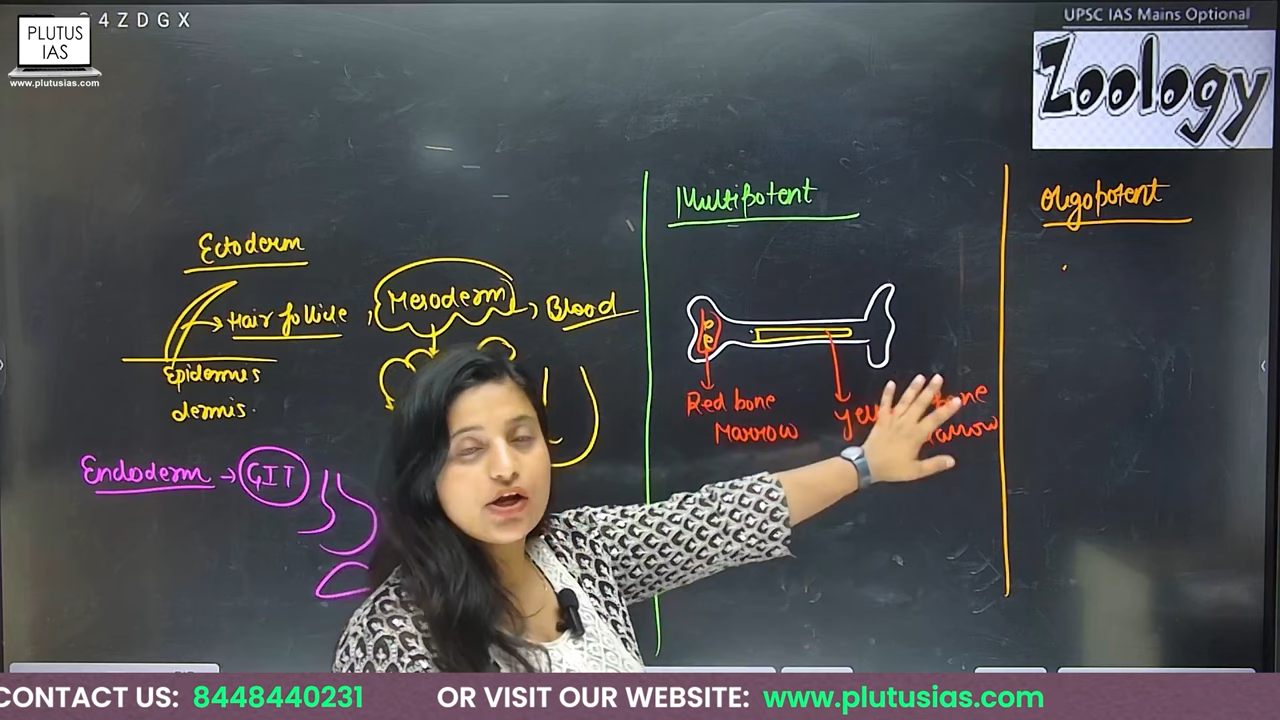 4ZDGX
PLUTUS
IAS
www.plutusias.com
UPSC IAS Mains Optional
Zoology
Ectoderm
Hair follicle
Epidermis
dermis.
Mesoderm
Blood
Endoderm → GIT
Multipotent
Red bone
Marrow
Oligopotent
CONTACT US: 8448440231 OR VISIT OUR WEBSITE: www.plutusias.com